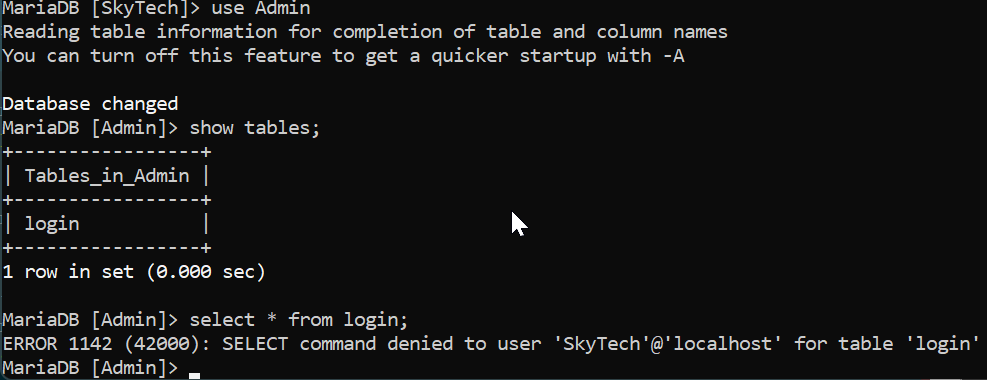 MariaDB [SkyTech]> use Admin
Reading table information for completion of table and column names
You can turn off this feature to get a quicker startup with -A
Database changed
MariaDB [Admin]> show tables;
+-----------------+
| Tables_in_Admin |
+-----------------+
| login           |
+-----------------+
1 row in set (0.000 sec)
MariaDB [Admin]> select * from login;
ERROR 1142 (42000): SELECT command denied to user 'SkyTech'@'localhost' for table 'login'
MariaDB [Admin]>